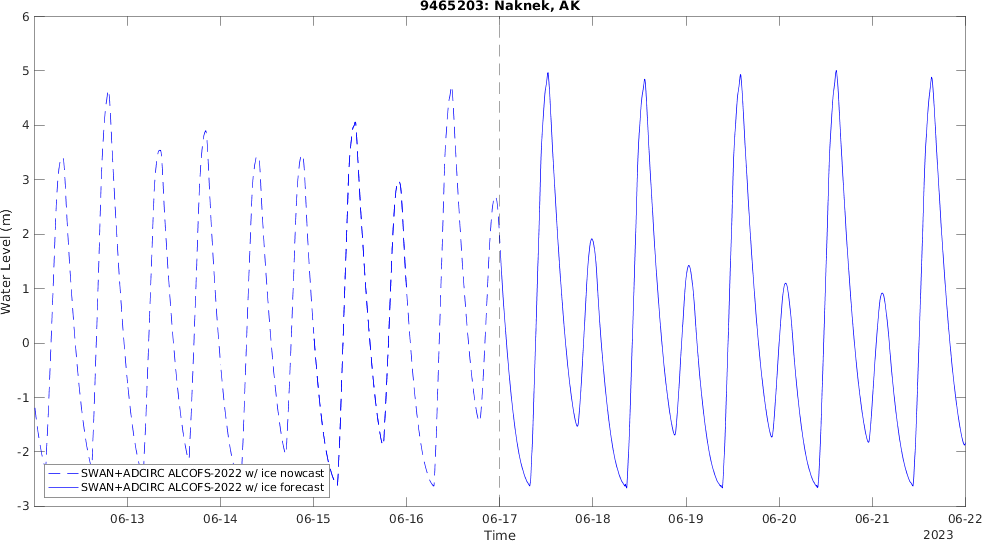 9465203: Naknek, AK
6
5
4
3
2
1
0
-1
-2
-3
Water Level (m)
SWAN+ADCIRC ALCOFS-2022 w/ ice nowcast
SWAN+ADCIRC ALCOFS-2022 w/ ice forecast
06-13 06-14 06-15 06-16 06-17 06-18 06-19 06-20 06-21 06-22
Time
2023